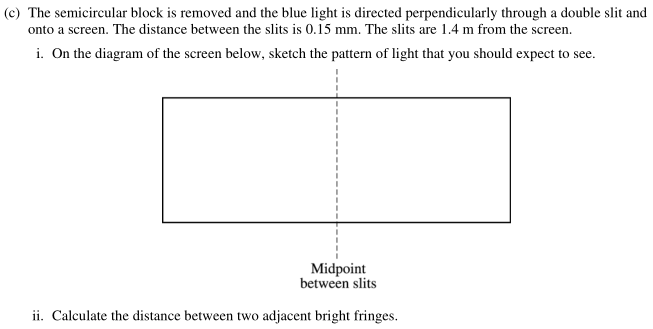 (c) The semicircular block is removed and the blue light is directed perpendicularly through a double slit and
onto a screen. The distance between the slits is 0.15 mm. The slits are 1.4 m from the screen.
i. On the diagram of the screen below, sketch the pattern of light that you should expect to see.
Midpoint
between slits
ii. Calculate the distance between two adjacent bright fringes.